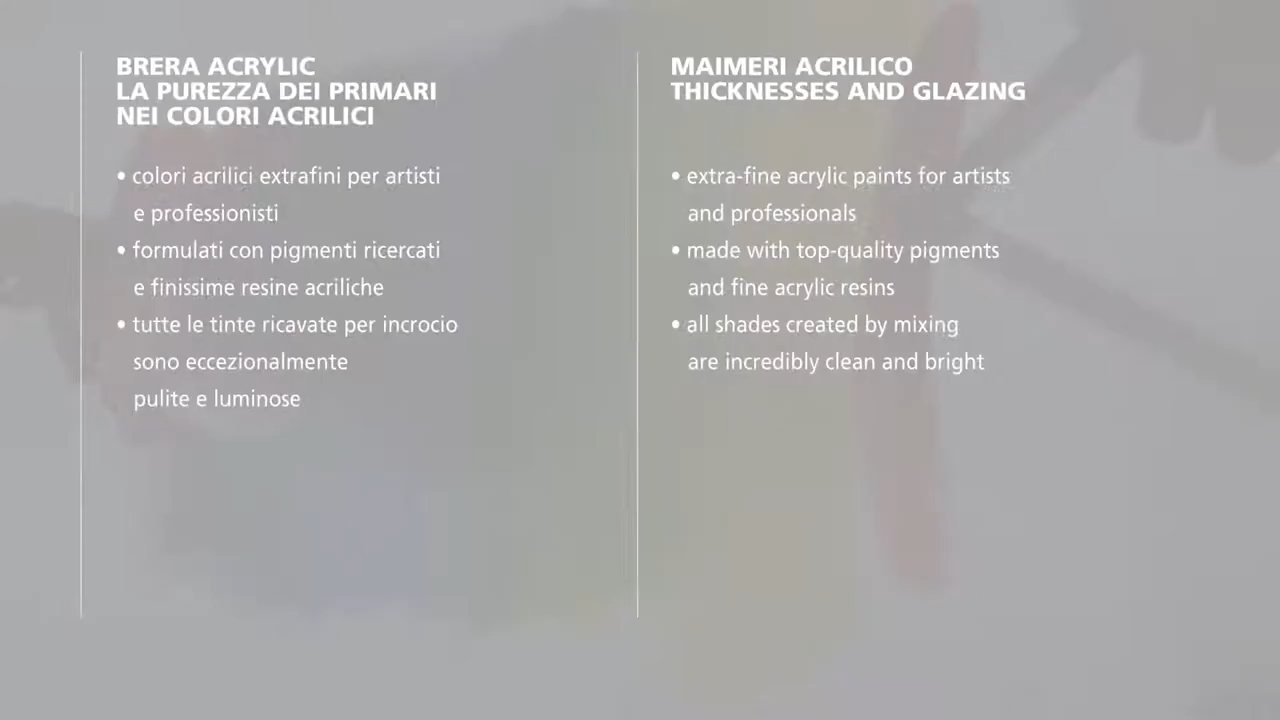 BRERA ACRYLIC
LA PUREZZA DEI PRIMARI
NEI COLORI ACRILICI
• colori acrilici extrafini per artisti
e professionisti
• formulati con pigmenti ricercati
e finissime resine acriliche
• tutte le tinte ricavate per incrocio
sono eccezionalmente
pulite e luminose
MAIMERI ACRILICO
THICKNESSES AND GLAZING
• extra-fine acrylic paints for artists
and professionals
• made with top-quality pigments
and fine acrylic resins
• all shades created by mixing
are incredibly clean and bright